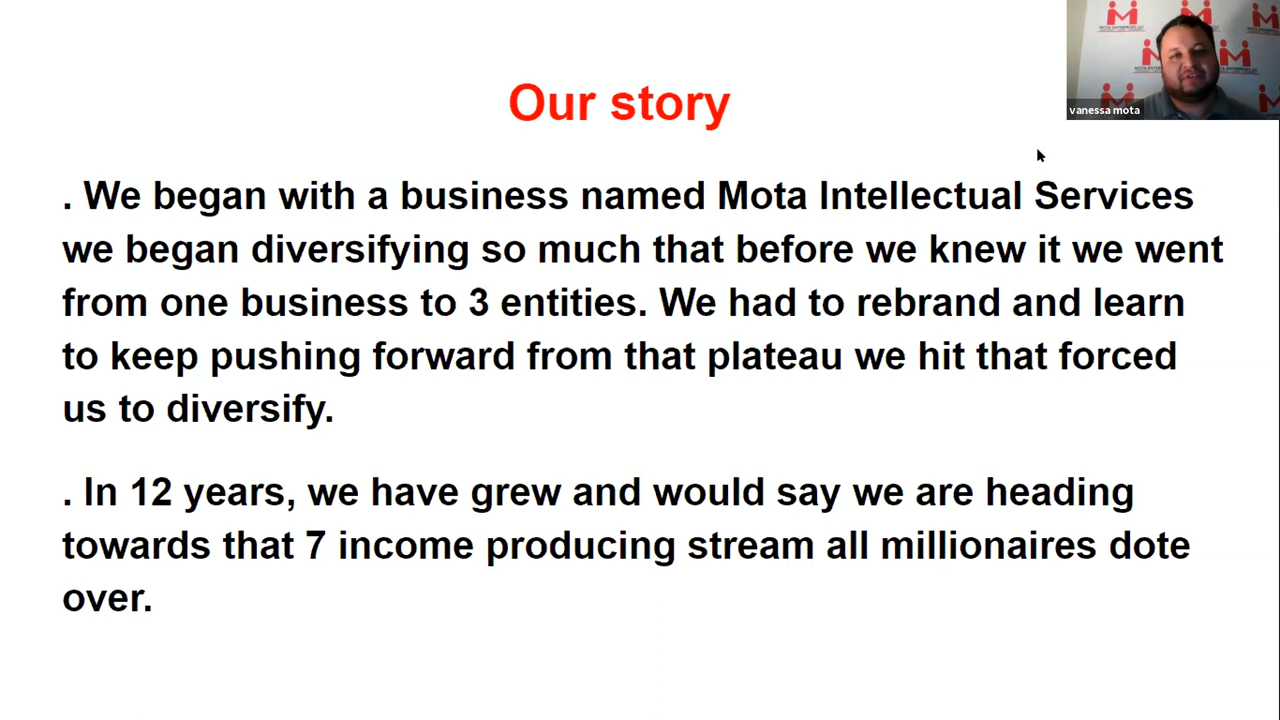 Our story
. We began with a business named Mota Intellectual Services
we began diversifying so much that before we knew it we went
from one business to 3 entities. We had to rebrand and learn
to keep pushing forward from that plateau we hit that forced
us to diversify.
. In 12 years, we have grew and would say we are heading
towards that 7 income producing stream all millionaires dote
over.
vanessa mota